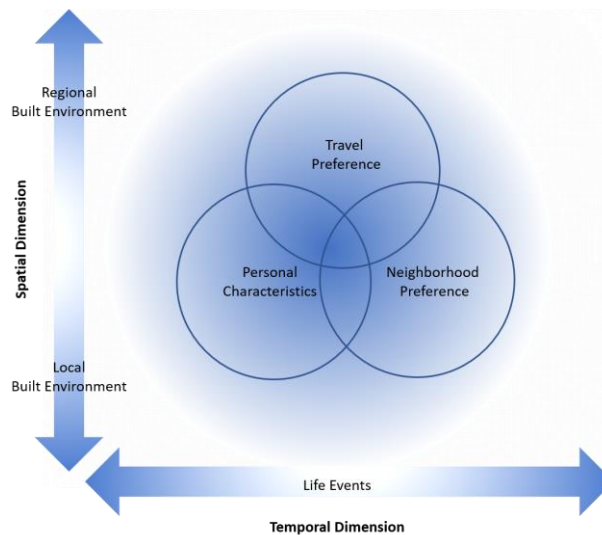 Regional
Built Environment
Travel
Preference
Spatial Dimension
Personal
Characteristics
Neighborhood
Preference
Local
Built Environment
Life Events
Temporal Dimension